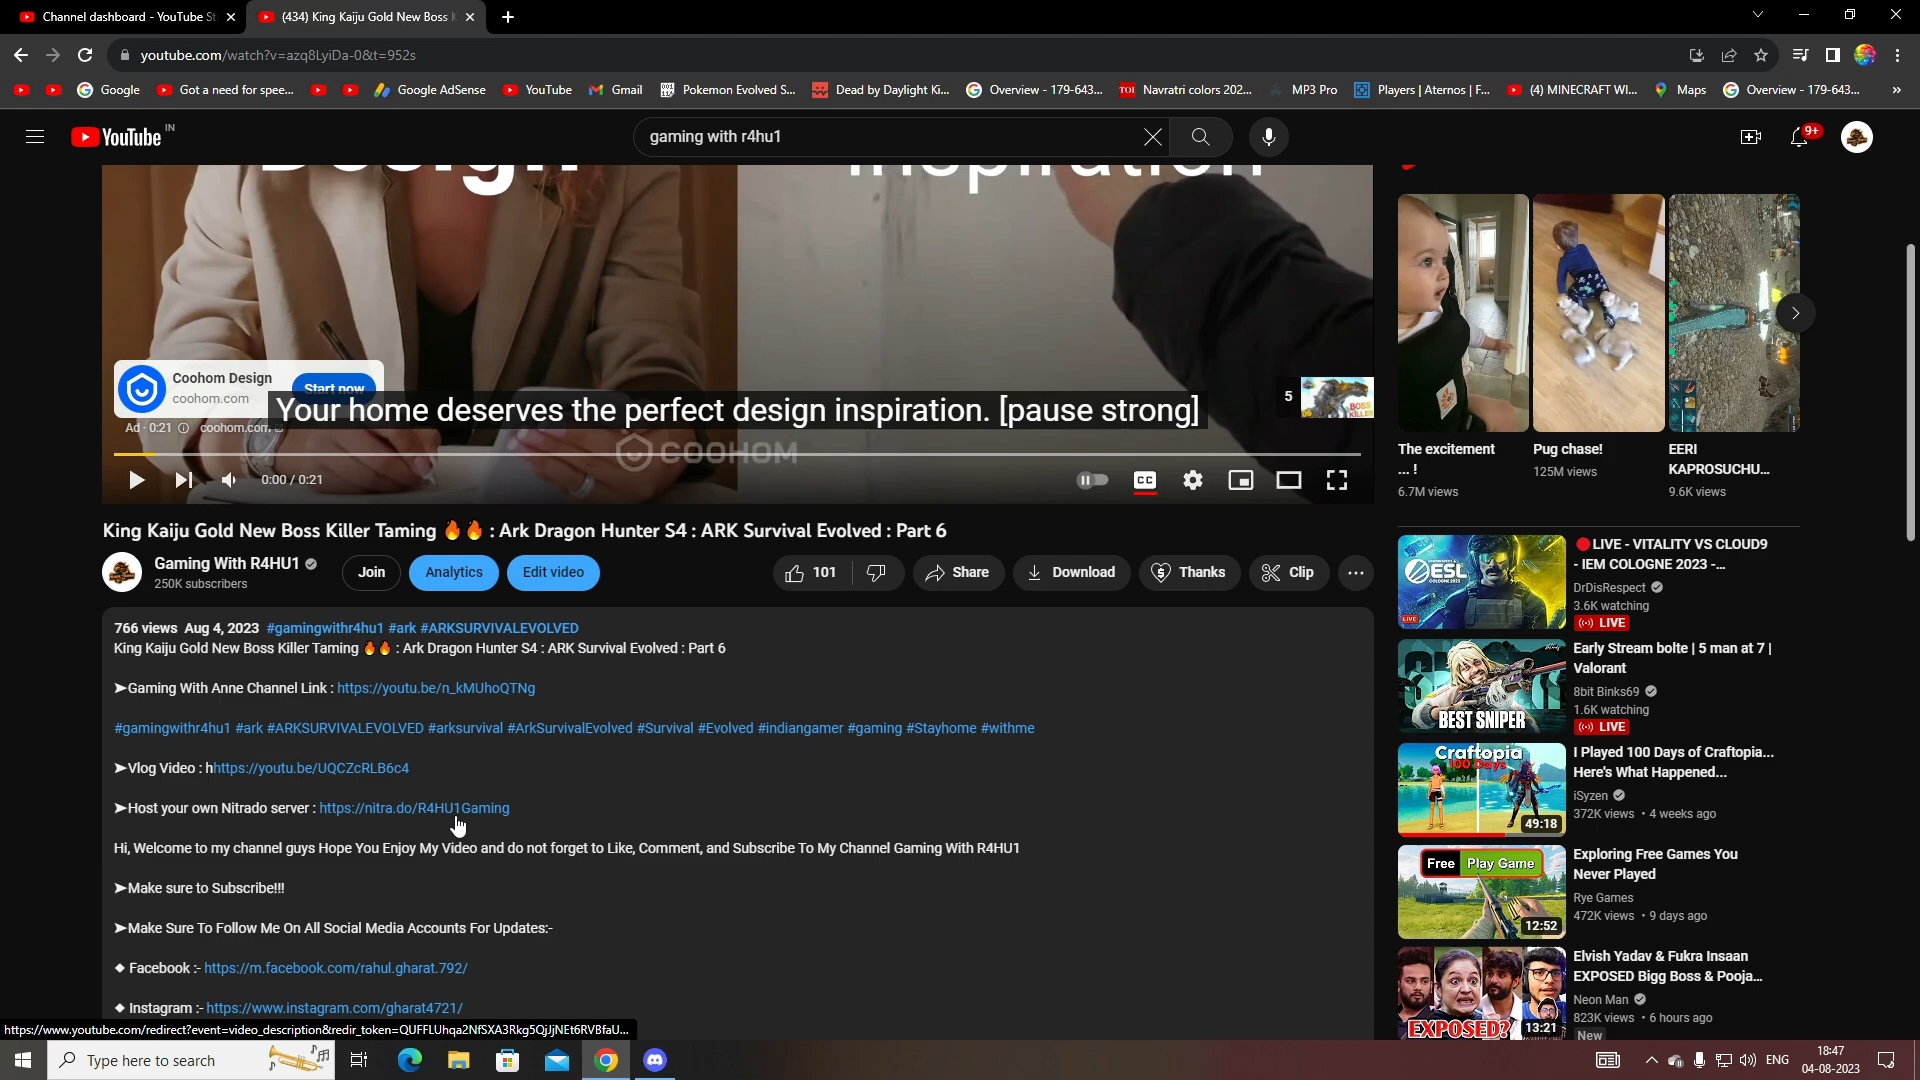 Channel dashboard - YouTube St
(434) King Kaiju Gold New Boss K
youtube.com/watch?v=azq8LyiDa-0&t=952s
Google
Got a need for spee...
Google AdSense
YouTube
Gmail
Pokemon Evolved S...
Dead by Daylight Ki...
Overview - 179-643...
TOI
Navratri colors 202...
MP3 Pro
Players | Aternos | F...
(4) MINECRAFT WI...
Maps
Overview - 179-643...
»
YouTube IN
gaming with r4hu1
9+
Design
Inspiration
Coohom Design
coohom.com
Start now
Your home deserves the perfect design inspiration. [pause strong]
5
BOSS KILLER
Ad · 0:21
coohom.com
COOHOM
0:00 / 0:21
CC
King Kaiju Gold New Boss Killer Taming 🔥🔥 : Ark Dragon Hunter S4 : ARK Survival Evolved : Part 6
Gaming With R4HU1
250K subscribers
Join
Analytics
Edit video
101
Share
Download
Thanks
Clip
766 views Aug 4, 2023 #gamingwithr4hu1 #ark #ARKSURVIVALEVOLVED
King Kaiju Gold New Boss Killer Taming 🔥🔥 : Ark Dragon Hunter S4 : ARK Survival Evolved : Part 6
➤Gaming With Anne Channel Link : https://youtu.be/n_kMUhoQTNg
#gamingwithr4hu1 #ark #ARKSURVIVALEVOLVED #arksurvival #ArkSurvivalEvolved #Survival #Evolved #indiangamer #gaming #Stayhome #withme
➤Vlog Video : hhttps://youtu.be/UQCZcRLB6c4
➤Host your own Nitrado server : https://nitra.do/R4HU1Gaming
Hi, Welcome to my channel guys Hope You Enjoy My Video and do not forget to Like, Comment, and Subscribe To My Channel Gaming With R4HU1
➤Make sure to Subscribe!!!
➤Make Sure To Follow Me On All Social Media Accounts For Updates:-
◆ Facebook :- https://m.facebook.com/rahul.gharat.792/
◆ Instagram :- https://www.instagram.com/gharat4721/
https://www.youtube.com/redirect?event=video_description&redir_token=QUFFLUhqa2NfSXA3Rkg5QjJjNEt6RVBfaU...
The excitement
... !
6.7M views
Pug chase!
125M views
EERI
KAPROSUCHU...
9.6K views
ESL
LIVE
🔴LIVE - VITALITY VS CLOUD9
- IEM COLOGNE 2023 -...
DrDisRespect
3.6K watching
LIVE
BEST SNIPER
Early Stream bolte | 5 man at 7 |
Valorant
8bit Binks69
1.6K watching
LIVE
Craftopia
100 Days
49:18
I Played 100 Days of Craftopia...
Here's What Happened...
iSyzen
372K views • 4 weeks ago
Free Play Game
12:52
Exploring Free Games You
Never Played
Rye Games
472K views • 9 days ago
EXPOSED?
13:21
Elvish Yadav & Fukra Insaan
EXPOSED Bigg Boss & Pooja...
Neon Man
823K views • 6 hours ago
New
Type here to search
ENG
18:47
04-08-2023